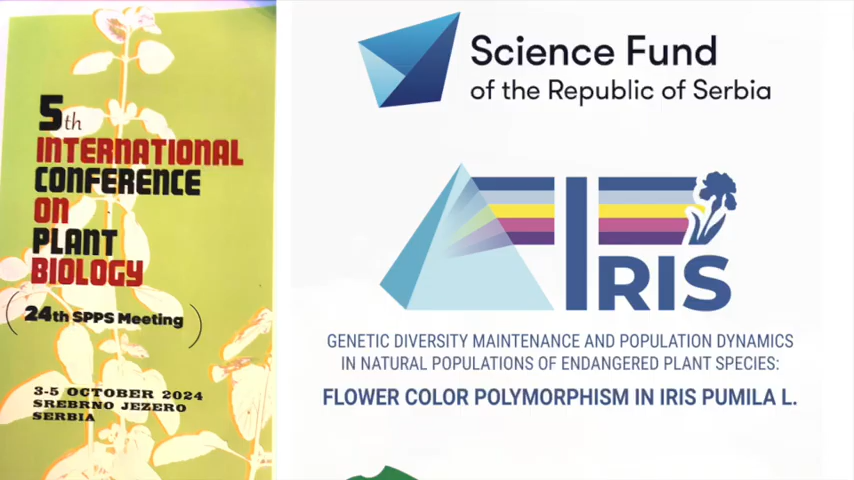 5th
INTERNATIONAL
CONFERENCE
ON
PLANT
BIOLOGY
(24th SPPS Meeting)
3-5 OCTOBER 2024
SREBRNO JEZERO
SERBIA
Science Fund
of the Republic of Serbia
IRIS
GENETIC DIVERSITY MAINTENANCE AND POPULATION DYNAMICS
IN NATURAL POPULATIONS OF ENDANGERED PLANT SPECIES:
FLOWER COLOR POLYMORPHISM IN IRIS PUMILA L.